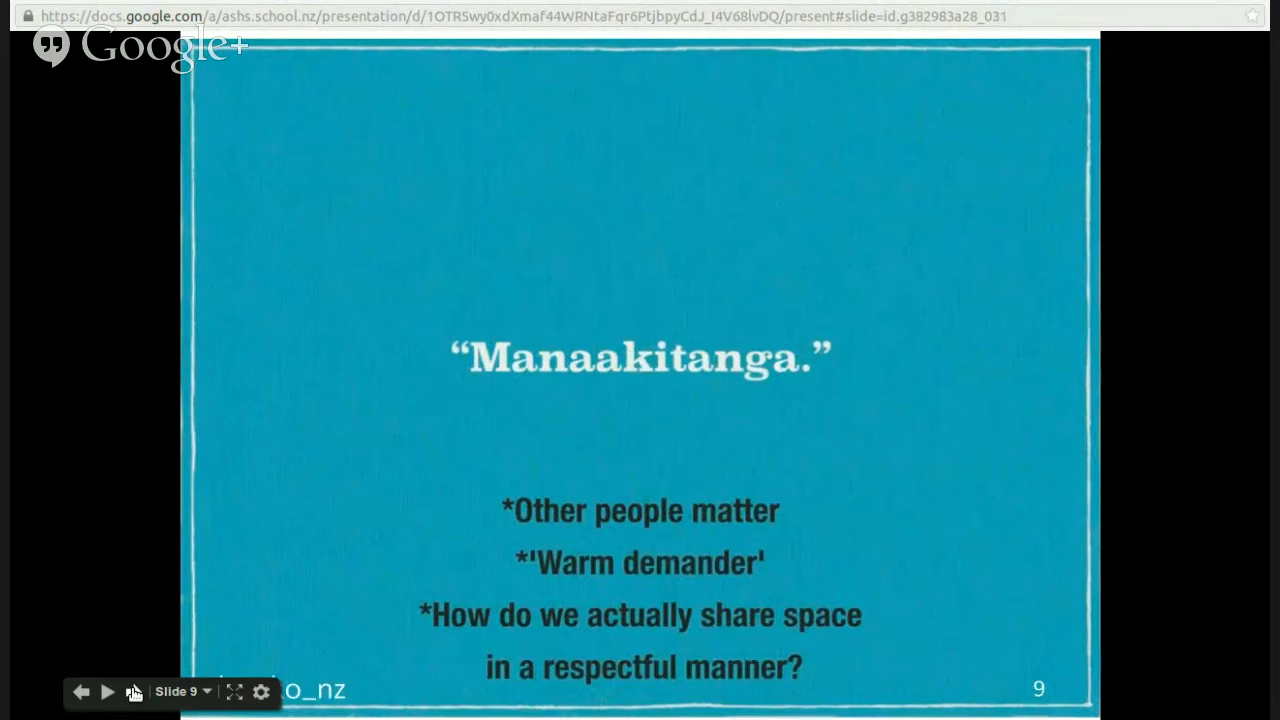 https://docs.google.com/a/ashs.school.nz/presentation/d/1OTR5wy0xdXmaf44WRNtaFqr6PtjbpyCdJ_I4V68lvDQ/present#slide=id.g382983a28_031
Google+
“Manaakitanga.”
*Other people matter
*'Warm demander'
*How do we actually share space
in a respectful manner?
Slide 9
o_nz
9